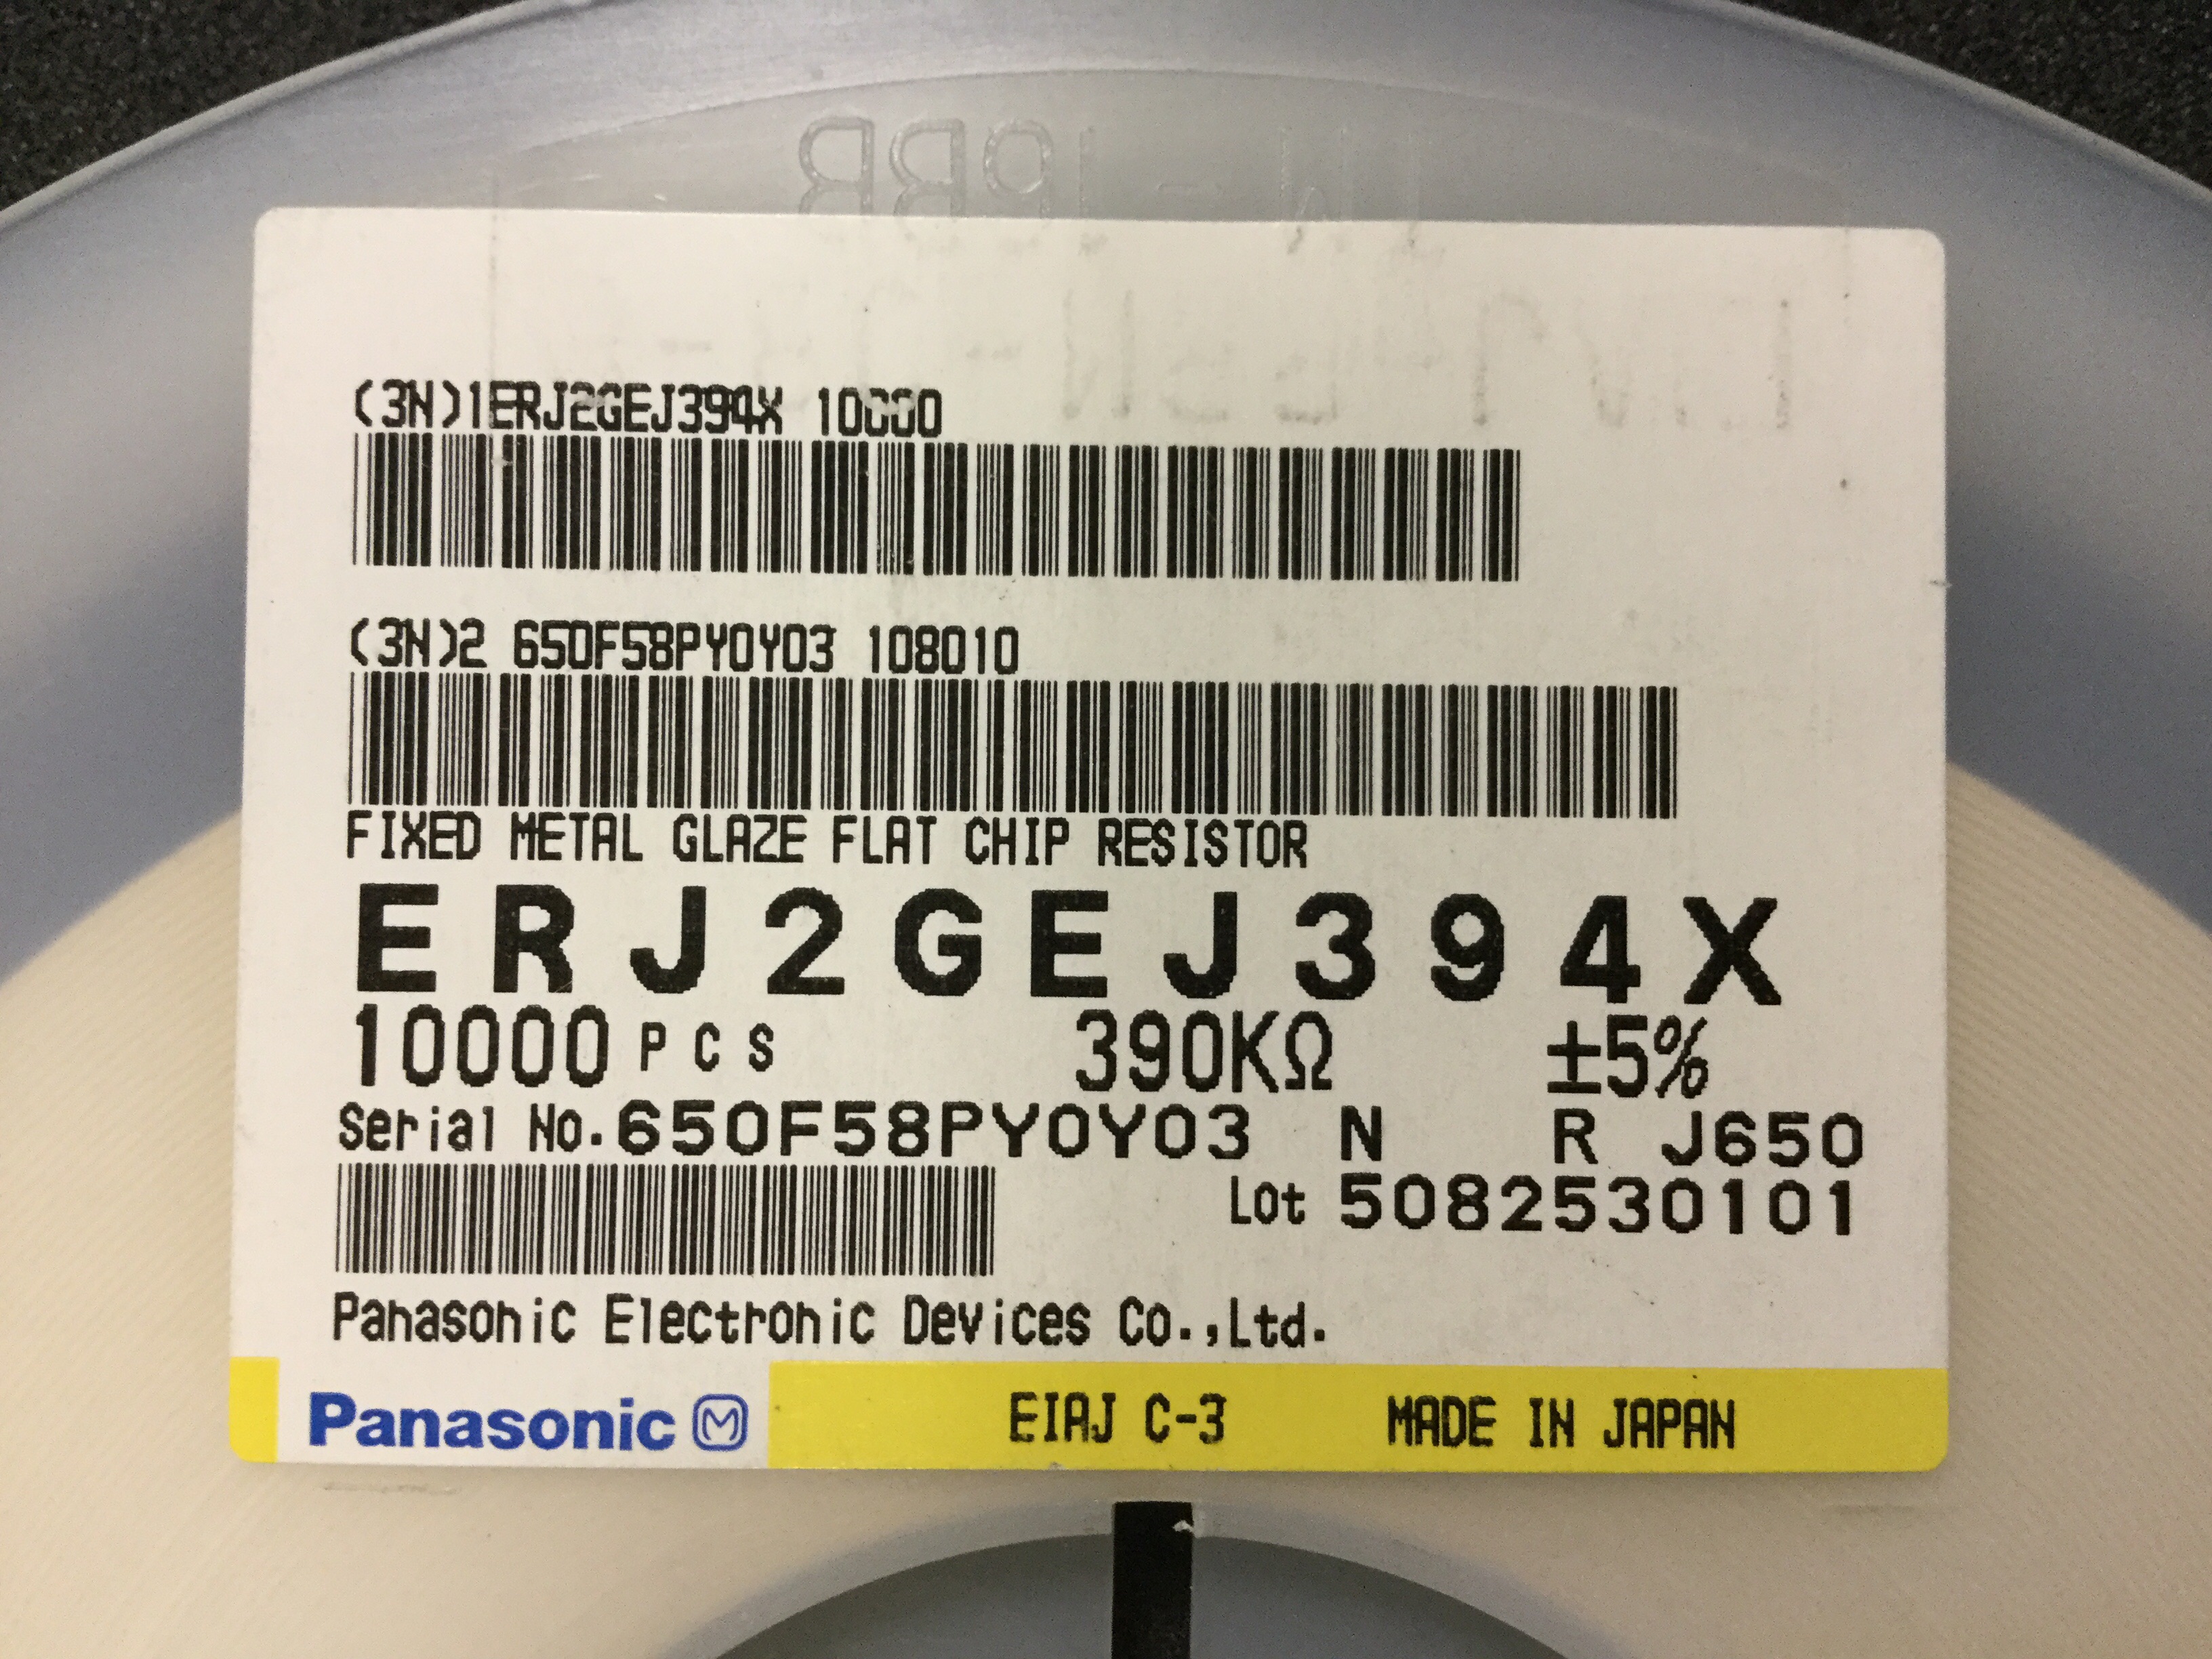 (3N)1ERJ2GEJ394X 10000
(3N)2 650F58PY0Y03 108010
FIXED METAL GLAZE FLAT CHIP RESISTOR
ERJ2GEJ394X
10000 PCS 390KΩ ±5%
Serial No.650F58PY0Y03 N R J650
Lot 5082530101
Panasonic Electronic Devices Co.,Ltd.
Panasonic EIAJ C-3 MADE IN JAPAN